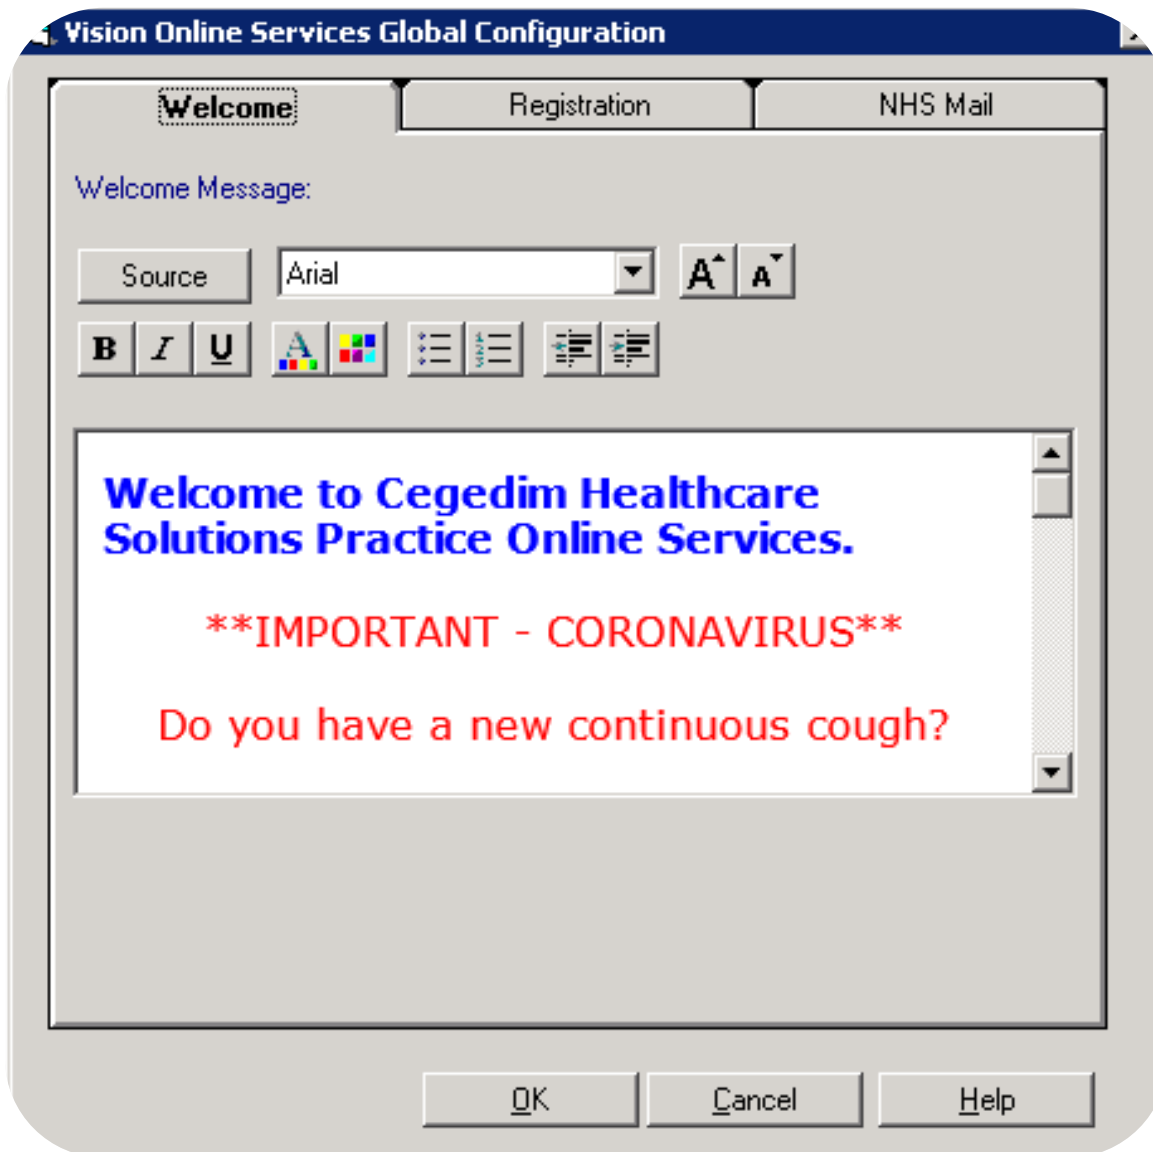 Vision Online Services Global Configuration
Welcome Registration NHS Mail
Welcome Message:
Source Arial A A
B I U A
Welcome to Cegedim Healthcare
Solutions Practice Online Services.
**IMPORTANT - CORONAVIRUS**
Do you have a new continuous cough?
OK Cancel Help